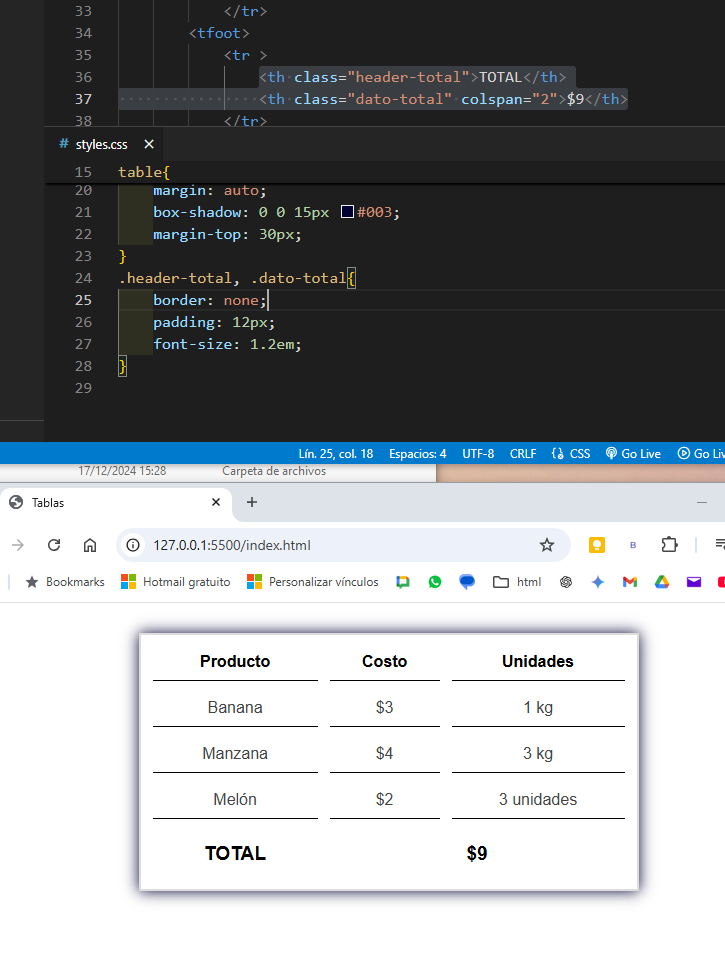 33 </tr>
34 <tfoot>
35 <tr >
36 <th class="header-total">TOTAL</th>
37 <th class="dato-total" colspan="2">$9</th>
38 </tr>
# styles.css ×
15 table{
20 margin: auto;
21 box-shadow: 0 0 15px #003;
22 margin-top: 30px;
23 }
24 .header-total, .dato-total{
25 border: none;
26 padding: 12px;
27 font-size: 1.2em;
28 }
29
Lín. 25, col. 18 Espacios: 4 UTF-8 CRLF CSS Go Live Go Liv
17/12/2024 15:28 Carpeta de archivos
Tablas × +
127.0.0.1:5500/index.html B
Bookmarks Hotmail gratuito Personalizar vínculos html
Producto Costo Unidades
Banana $3 1 kg
Manzana $4 3 kg
Melón $2 3 unidades
TOTAL $9